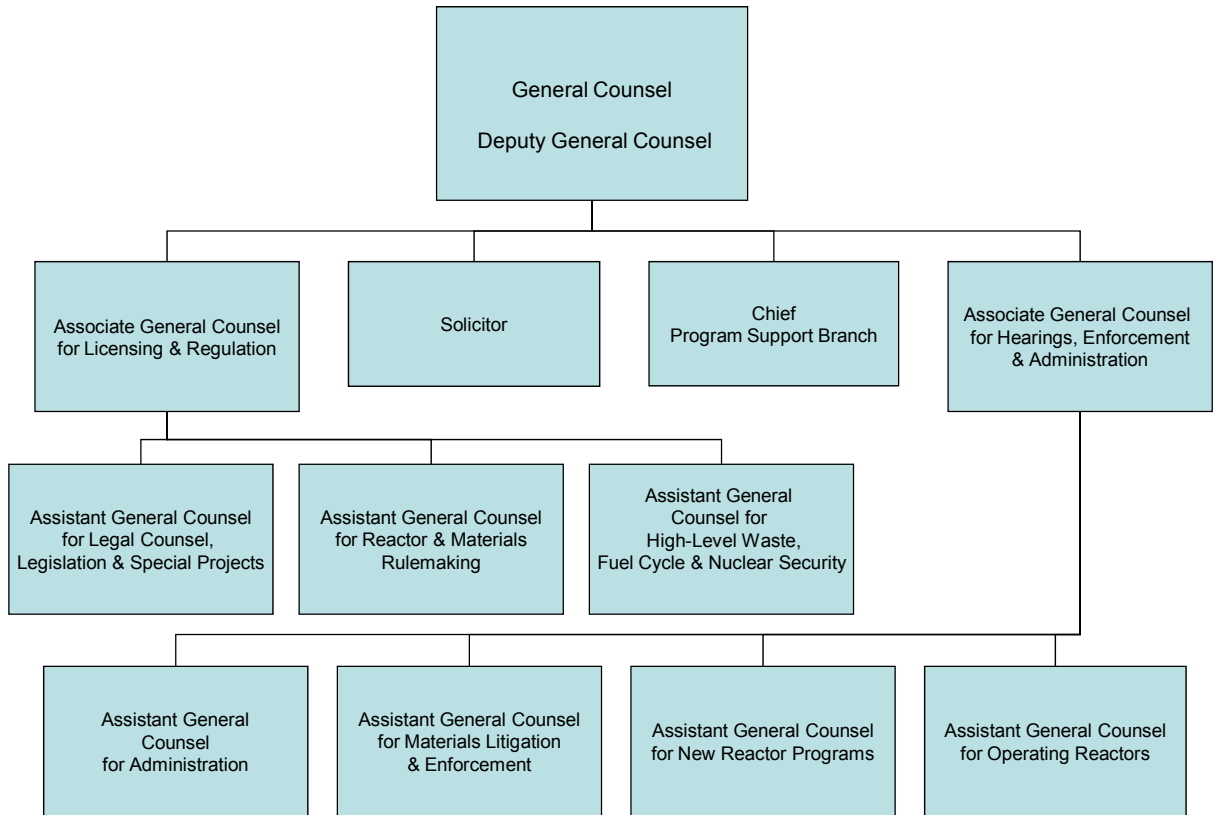 General Counsel
Deputy General Counsel
Associate General Counsel
for Licensing & Regulation
Solicitor
Chief
Program Support Branch
Associate General Counsel
for Hearings, Enforcement
& Administration
Assistant General Counsel
for Legal Counsel,
Legislation & Special Projects
Assistant General Counsel
for Reactor & Materials
Rulemaking
Assistant General
Counsel for
High-Level Waste,
Fuel Cycle & Nuclear Security
Assistant General
Counsel
for Administration
Assistant General Counsel
for Materials Litigation
& Enforcement
Assistant General Counsel
for New Reactor Programs
Assistant General Counsel
for Operating Reactors